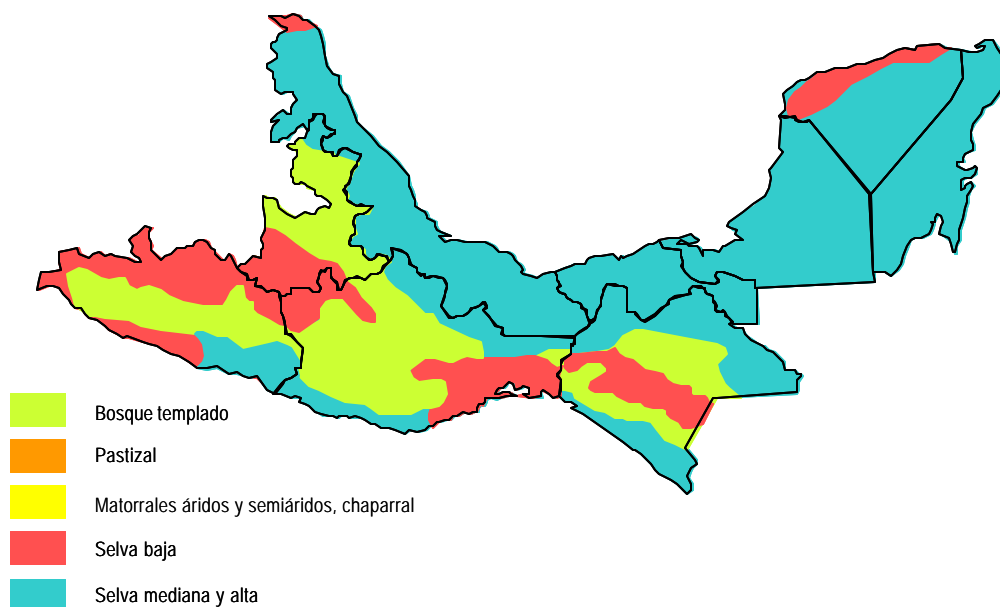 Bosque templado
Pastizal
Matorrales áridos y semiáridos, chaparral
Selva baja
Selva mediana y alta